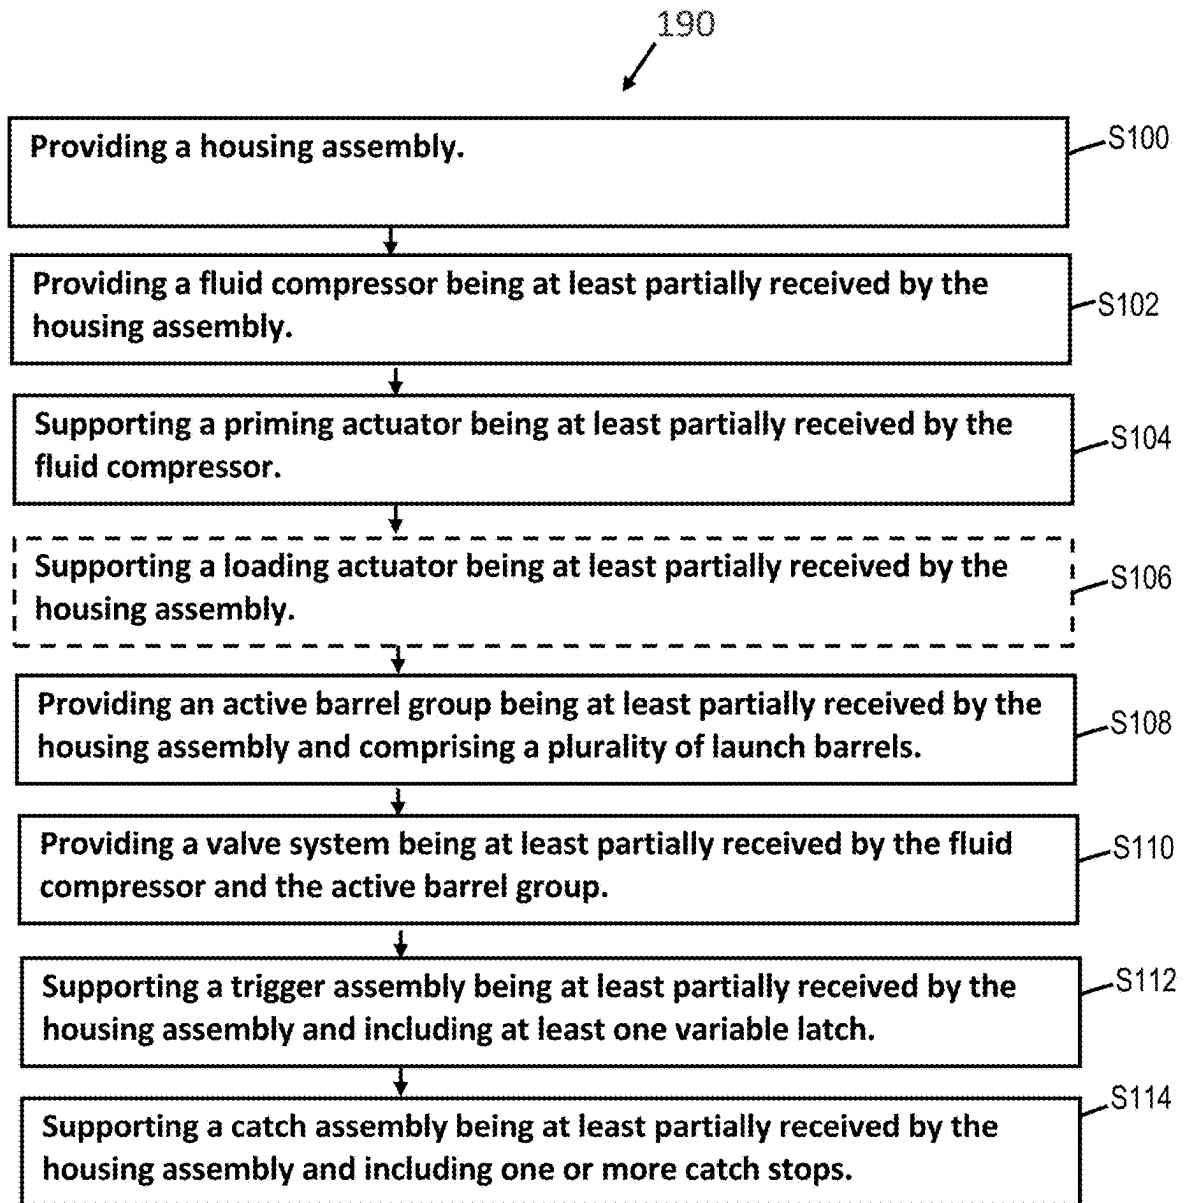 190
Providing a housing assembly.
S100
Providing a fluid compressor being at least partially received by the
housing assembly.
S102
Supporting a priming actuator being at least partially received by the
fluid compressor.
S104
Supporting a loading actuator being at least partially received by the
housing assembly.
S106
Providing an active barrel group being at least partially received by the
housing assembly and comprising a plurality of launch barrels.
S108
Providing a valve system being at least partially received by the fluid
compressor and the active barrel group.
S110
Supporting a trigger assembly being at least partially received by the
housing assembly and including at least one variable latch.
S112
Supporting a catch assembly being at least partially received by the
housing assembly and including one or more catch stops.
S114